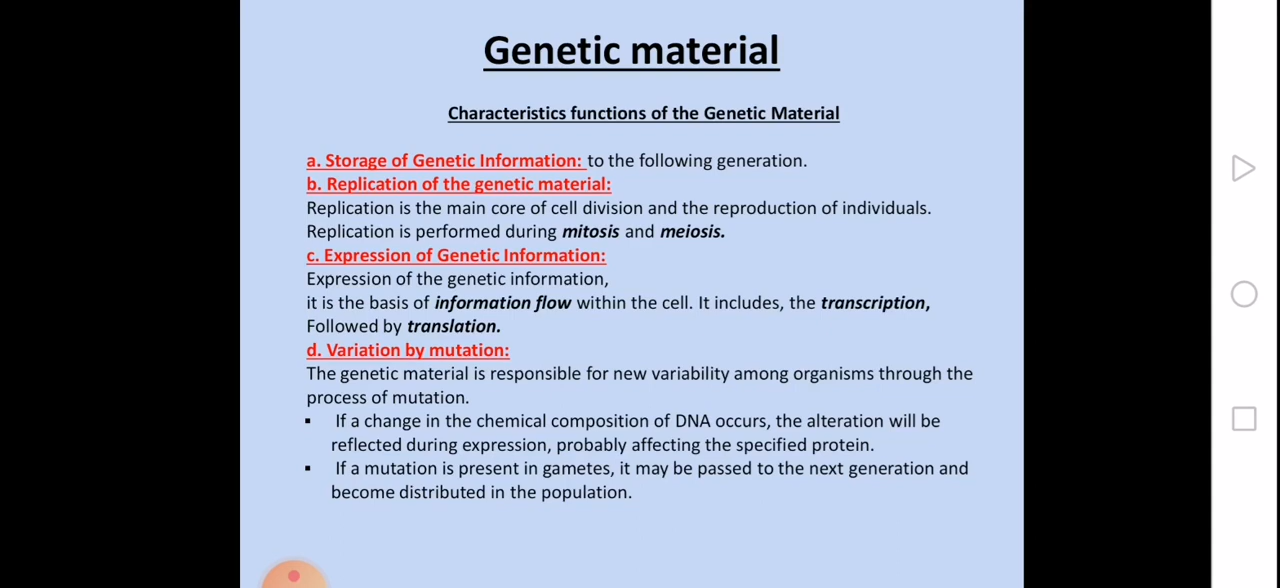 Genetic material
Characteristics functions of the Genetic Material
a. Storage of Genetic Information: to the following generation.
b. Replication of the genetic material:
Replication is the main core of cell division and the reproduction of individuals.
Replication is performed during mitosis and meiosis.
c. Expression of Genetic Information:
Expression of the genetic information,
it is the basis of information flow within the cell. It includes, the transcription,
Followed by translation.
d. Variation by mutation:
The genetic material is responsible for new variability among organisms through the
process of mutation.
▪ If a change in the chemical composition of DNA occurs, the alteration will be
reflected during expression, probably affecting the specified protein.
▪ If a mutation is present in gametes, it may be passed to the next generation and
become distributed in the population.